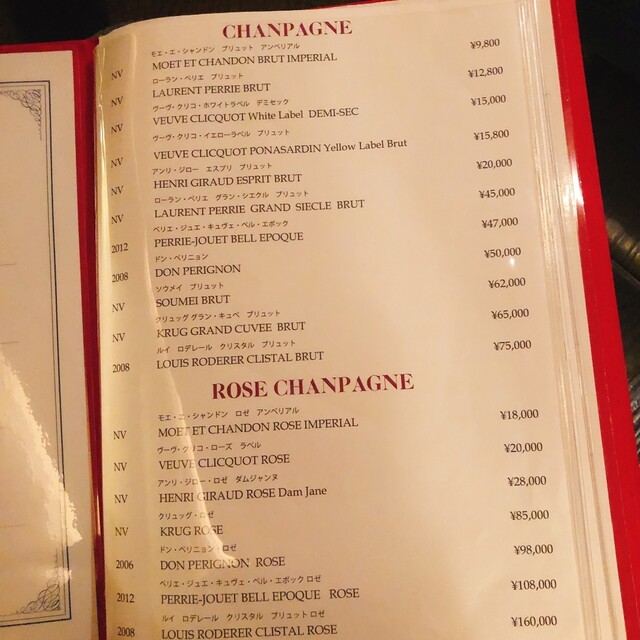 CHANPAGNE
モエ・エ・シャンドン ブリュット アンペリアル
NV MOET ET CHANDON BRUT IMPERIAL ¥9,800
ローラン・ペリエ ブリュット
NV LAURENT PERRIE BRUT ¥12,800
ヴーヴ・クリコ・ホワイトラベル デミセック
NV VEUVE CLICQUOT White Label DEMI-SEC ¥15,000
ヴーヴ・クリコ・イエローラベル ブリュット
NV VEUVE CLICQUOT PONASARDIN Yellow Label Brut ¥15,800
アンリ・ジロー エスプリ ブリュット
NV HENRI GIRAUD ESPRIT BRUT ¥20,000
ローラン・ペリエ グラン・シエクル ブリュット
NV LAURENT PERRIE GRAND SIECLE BRUT ¥45,000
ペリエ・ジュエ・キュヴェ・ベル・エポック
2012 PERRIE-JOUET BELL EPOQUE ¥47,000
ドン・ペリニョン
2008 DON PERIGNON ¥50,000
ソウメイ ブリュット
NV SOUMEI BRUT ¥62,000
クリュッグ グラン・キュベ ブリュット
NV KRUG GRAND CUVEE BRUT ¥65,000
ルイ ロデレール クリスタル ブリュット
2008 LOUIS RODERER CLISTAL BRUT ¥75,000
ROSE CHANPAGNE
モエ・エ・シャンドン ロゼ アンペリアル
NV MOET ET CHANDON ROSE IMPERIAL ¥18,000
ヴーヴ・クリコ・ローズ ラベル
NV VEUVE CLICQUOT ROSE ¥20,000
アンリ・ジロー・ロゼ ダムジャンヌ
NV HENRI GIRAUD ROSE Dam Jane ¥28,000
クリュッグ・ロゼ
NV KRUG ROSE ¥85,000
ドン・ペリニョン・ロゼ
2006 DON PERIGNON ROSE ¥98,000
ペリエ・ジュエ・キュヴェ・ベル・エポック ロゼ
2012 PERRIE-JOUET BELL EPOQUE ROSE ¥108,000
ルイ ロデレール クリスタル ブリュット ロゼ
2008 LOUIS RODERER CLISTAL ROSE ¥160,000